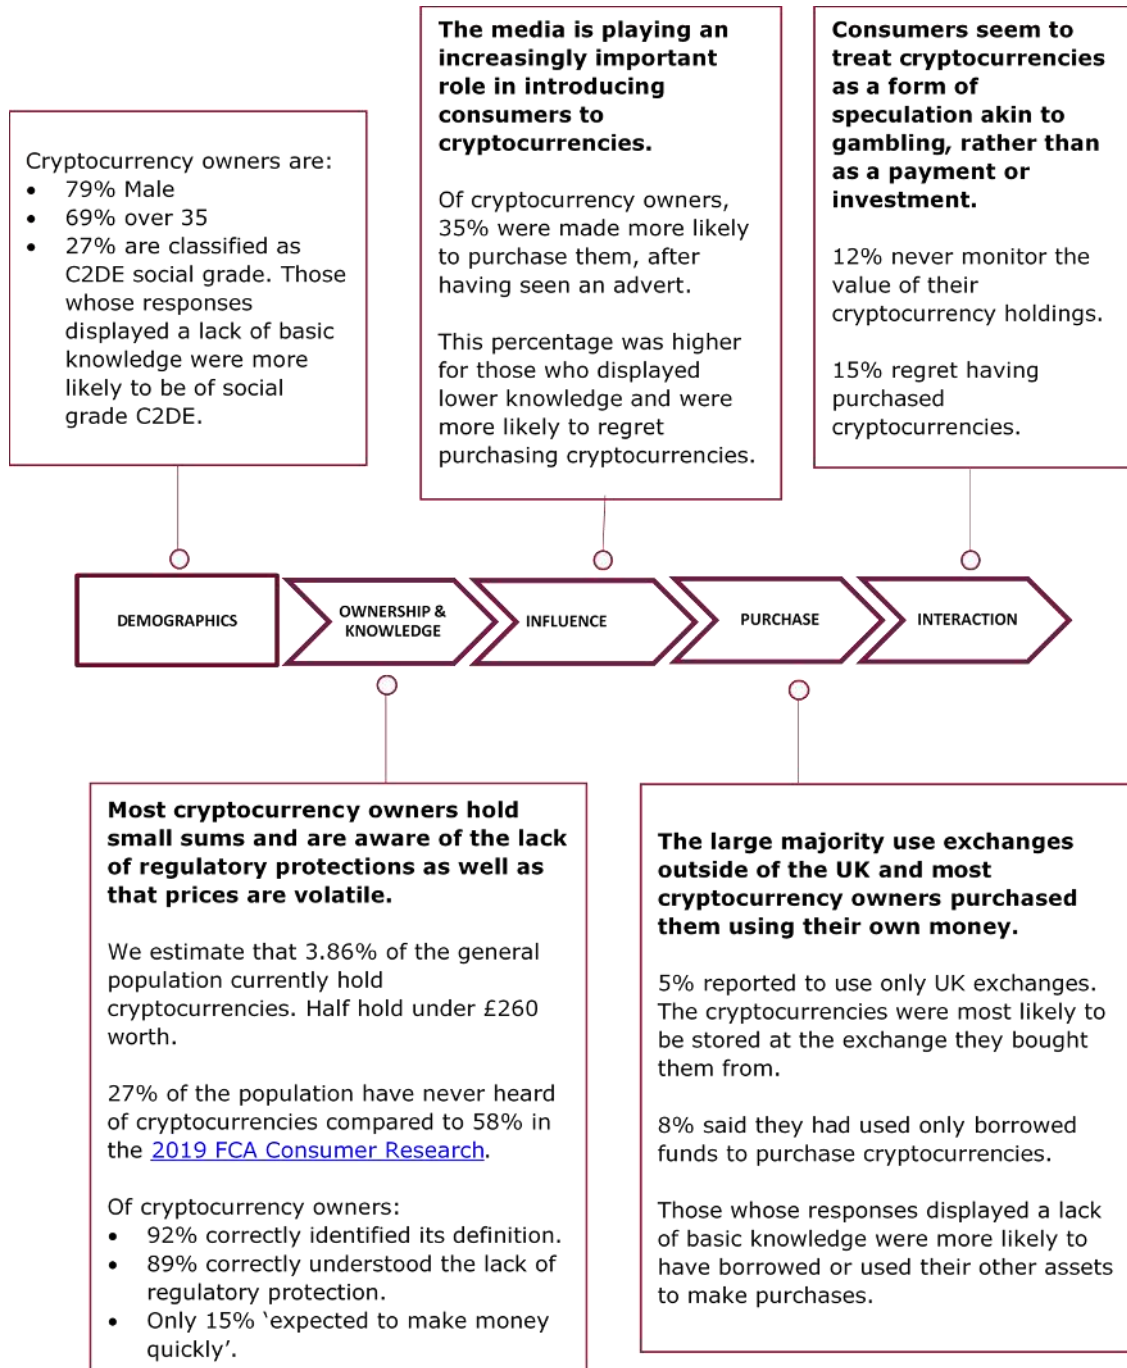 Cryptocurrency owners are:
• 79% Male
• 69% over 35
• 27% are classified as
C2DE social grade. Those
whose responses
displayed a lack of basic
knowledge were more
likely to be of social
grade C2DE.
The media is playing an
increasingly important
role in introducing
consumers to
cryptocurrencies.
Of cryptocurrency owners,
35% were made more likely
to purchase them, after
having seen an advert.
This percentage was higher
for those who displayed
lower knowledge and were
more likely to regret
purchasing cryptocurrencies.
Consumers seem to
treat cryptocurrencies
as a form of
speculation akin to
gambling, rather than
as a payment or
investment.
12% never monitor the
value of their
cryptocurrency holdings.
15% regret having
purchased
cryptocurrencies.
DEMOGRAPHICS
OWNERSHIP &
KNOWLEDGE
INFLUENCE
PURCHASE
INTERACTION
Most cryptocurrency owners hold
small sums and are aware of the lack
of regulatory protections as well as
that prices are volatile.
We estimate that 3.86% of the general
population currently hold
cryptocurrencies. Half hold under £260
worth.
27% of the population have never heard
of cryptocurrencies compared to 58% in
the 2019 FCA Consumer Research.
Of cryptocurrency owners:
• 92% correctly identified its definition.
• 89% correctly understood the lack of
regulatory protection.
• Only 15% ‘expected to make money
quickly’.
The large majority use exchanges
outside of the UK and most
cryptocurrency owners purchased
them using their own money.
5% reported to use only UK exchanges.
The cryptocurrencies were most likely to
be stored at the exchange they bought
them from.
8% said they had used only borrowed
funds to purchase cryptocurrencies.
Those whose responses displayed a lack
of basic knowledge were more likely to
have borrowed or used their other assets
to make purchases.